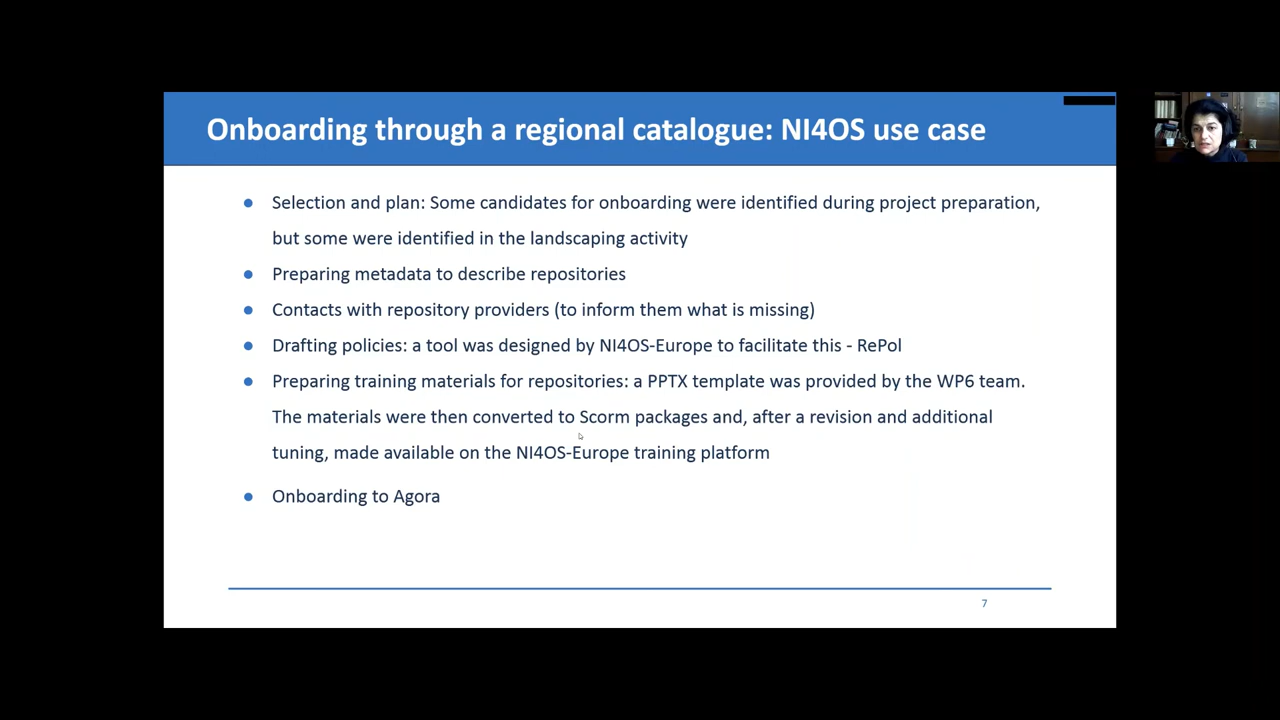 Onboarding through a regional catalogue: NI4OS use case
● Selection and plan: Some candidates for onboarding were identified during project preparation,
but some were identified in the landscaping activity
● Preparing metadata to describe repositories
● Contacts with repository providers (to inform them what is missing)
● Drafting policies: a tool was designed by NI4OS-Europe to facilitate this - RePol
● Preparing training materials for repositories: a PPTX template was provided by the WP6 team.
The materials were then converted to Scorm packages and, after a revision and additional
tuning, made available on the NI4OS-Europe training platform
● Onboarding to Agora
7